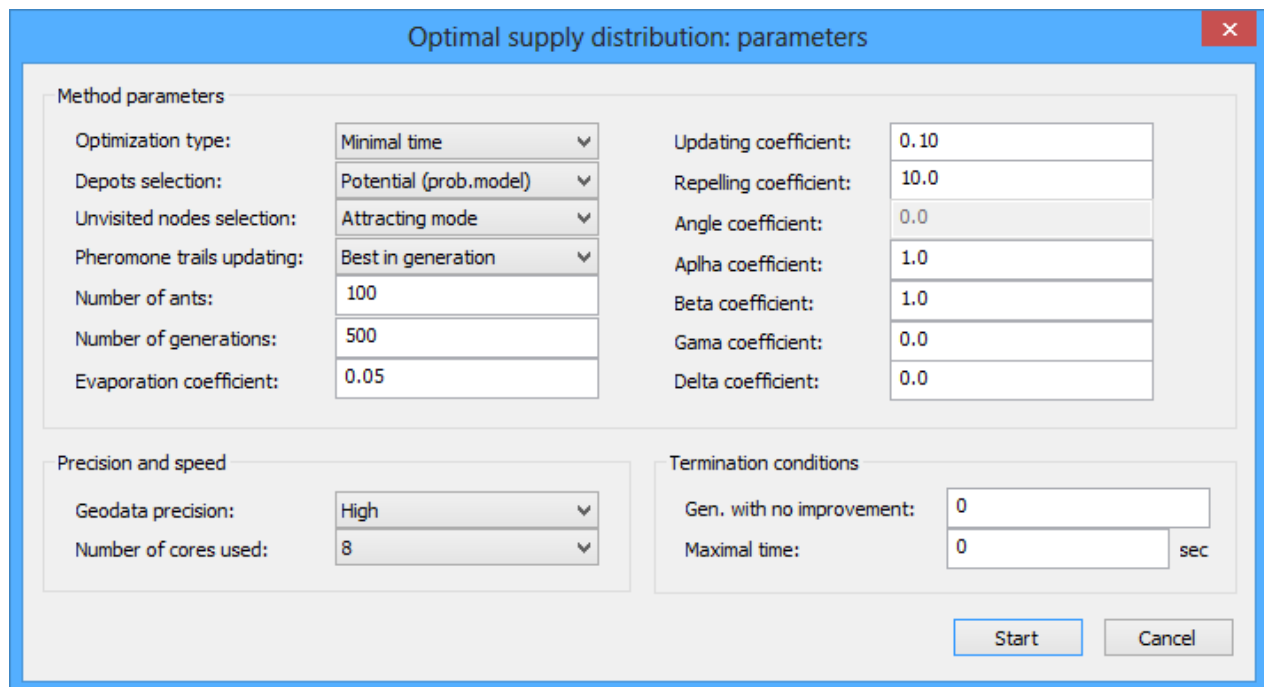 Optimal supply distribution: parameters
Method parameters
Optimization type: Minimal time
Depots selection: Potential (prob.model)
Unvisited nodes selection: Attracting mode
Pheromone trails updating: Best in generation
Number of ants: 100
Number of generations: 500
Evaporation coefficient: 0.05
Updating coefficient: 0.10
Repelling coefficient: 10.0
Angle coefficient: 0.0
Aplha coefficient: 1.0
Beta coefficient: 1.0
Gama coefficient: 0.0
Delta coefficient: 0.0
Precision and speed
Geodata precision: High
Number of cores used: 8
Termination conditions
Gen. with no improvement: 0
Maximal time: 0 sec
Start Cancel